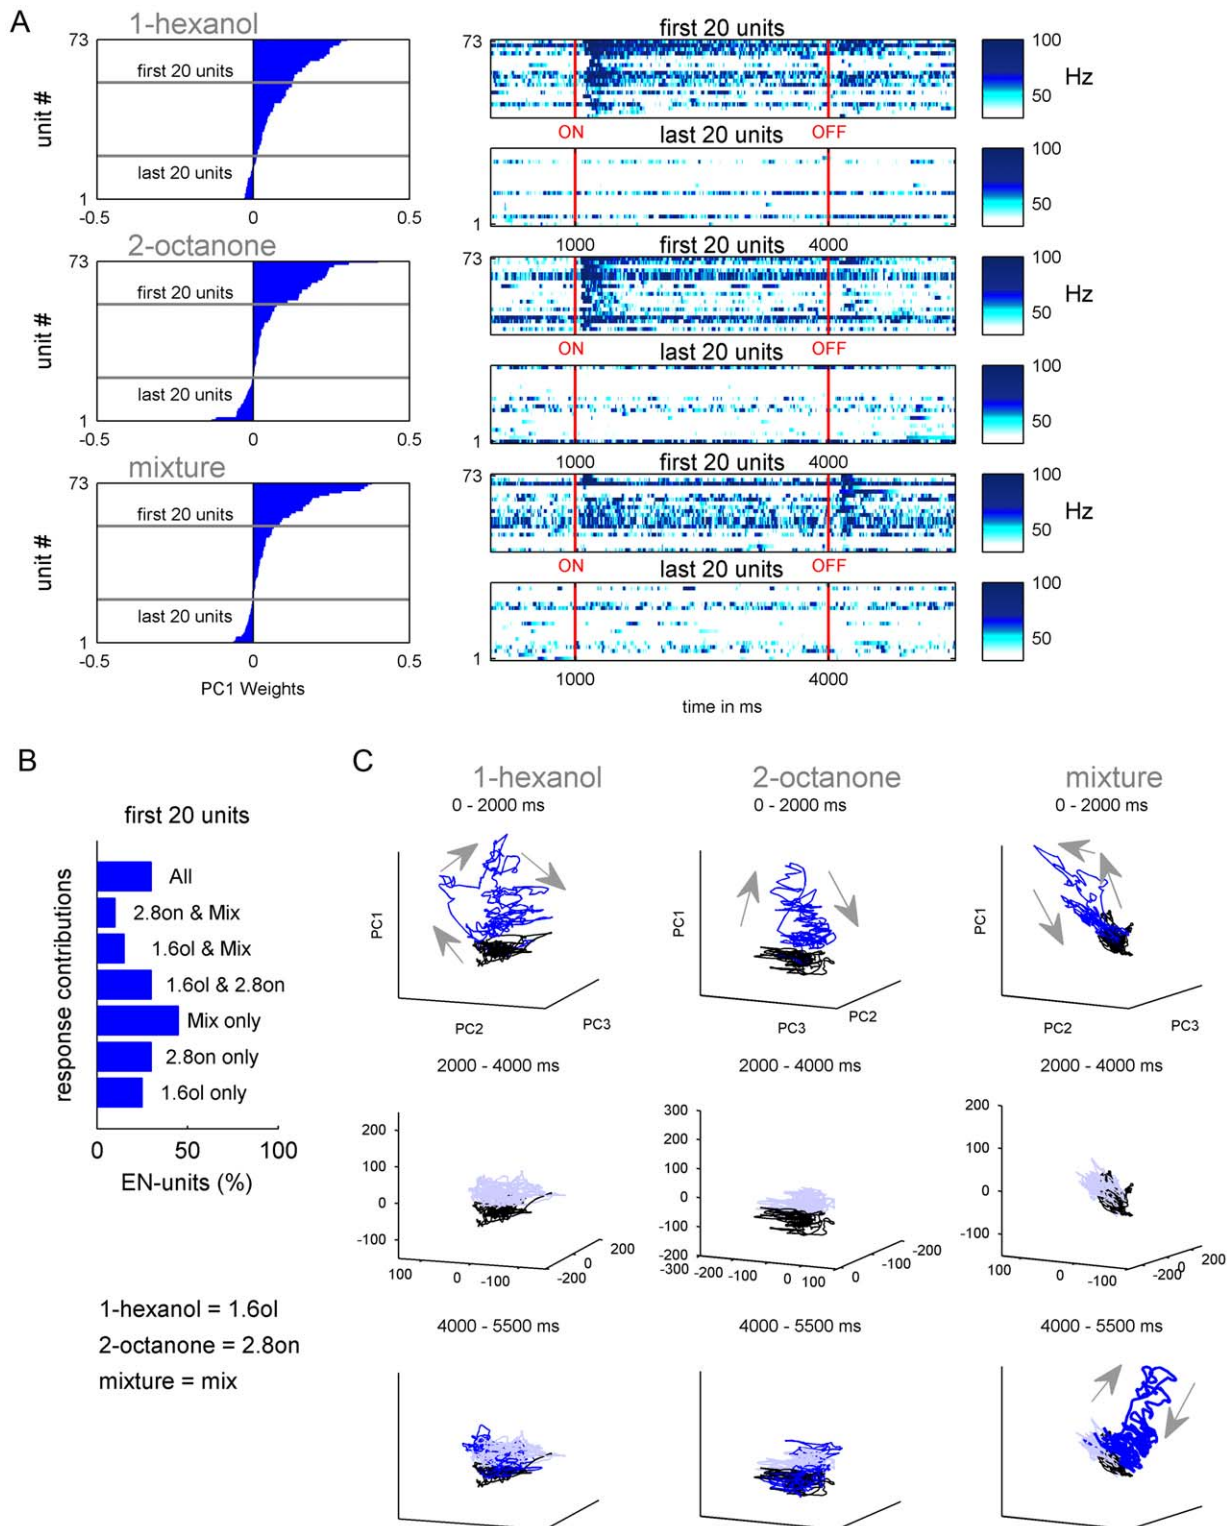 A
1-hexanol
73
first 20 units
unit #
last 20 units
1
-0.5 0 0.5
2-octanone
73
first 20 units
unit #
last 20 units
1
-0.5 0 0.5
mixture
73
first 20 units
unit #
last 20 units
1
-0.5 0 0.5
PC1 Weights
first 20 units
73
100
50
Hz
ON OFF
last 20 units
1
100
50
1000 4000
first 20 units
73
100
50
Hz
ON OFF
last 20 units
1
100
50
1000 4000
first 20 units
73
100
50
Hz
ON OFF
last 20 units
1
100
50
1000 4000
time in ms
B
first 20 units
response contributions
All
2.8on & Mix
1.6ol & Mix
1.6ol & 2.8on
Mix only
2.8on only
1.6ol only
0 50 100
EN-units (%)
1-hexanol = 1.6ol
2-octanone = 2.8on
mixture = mix
C
1-hexanol 2-octanone mixture
0 - 2000 ms 0 - 2000 ms 0 - 2000 ms
PC1 PC1 PC1
PC2 PC3 PC3 PC2 PC2 PC3
2000 - 4000 ms 2000 - 4000 ms 2000 - 4000 ms
200
100
0
-100
100 0 -100
-200 0 200
300
200
100
0
-100
-200
-300 -200 -100 0 100
0 -100 -200
200
100
0
-100
100 0 -100
-200 0 200
4000 - 5500 ms 4000 - 5500 ms 4000 - 5500 ms